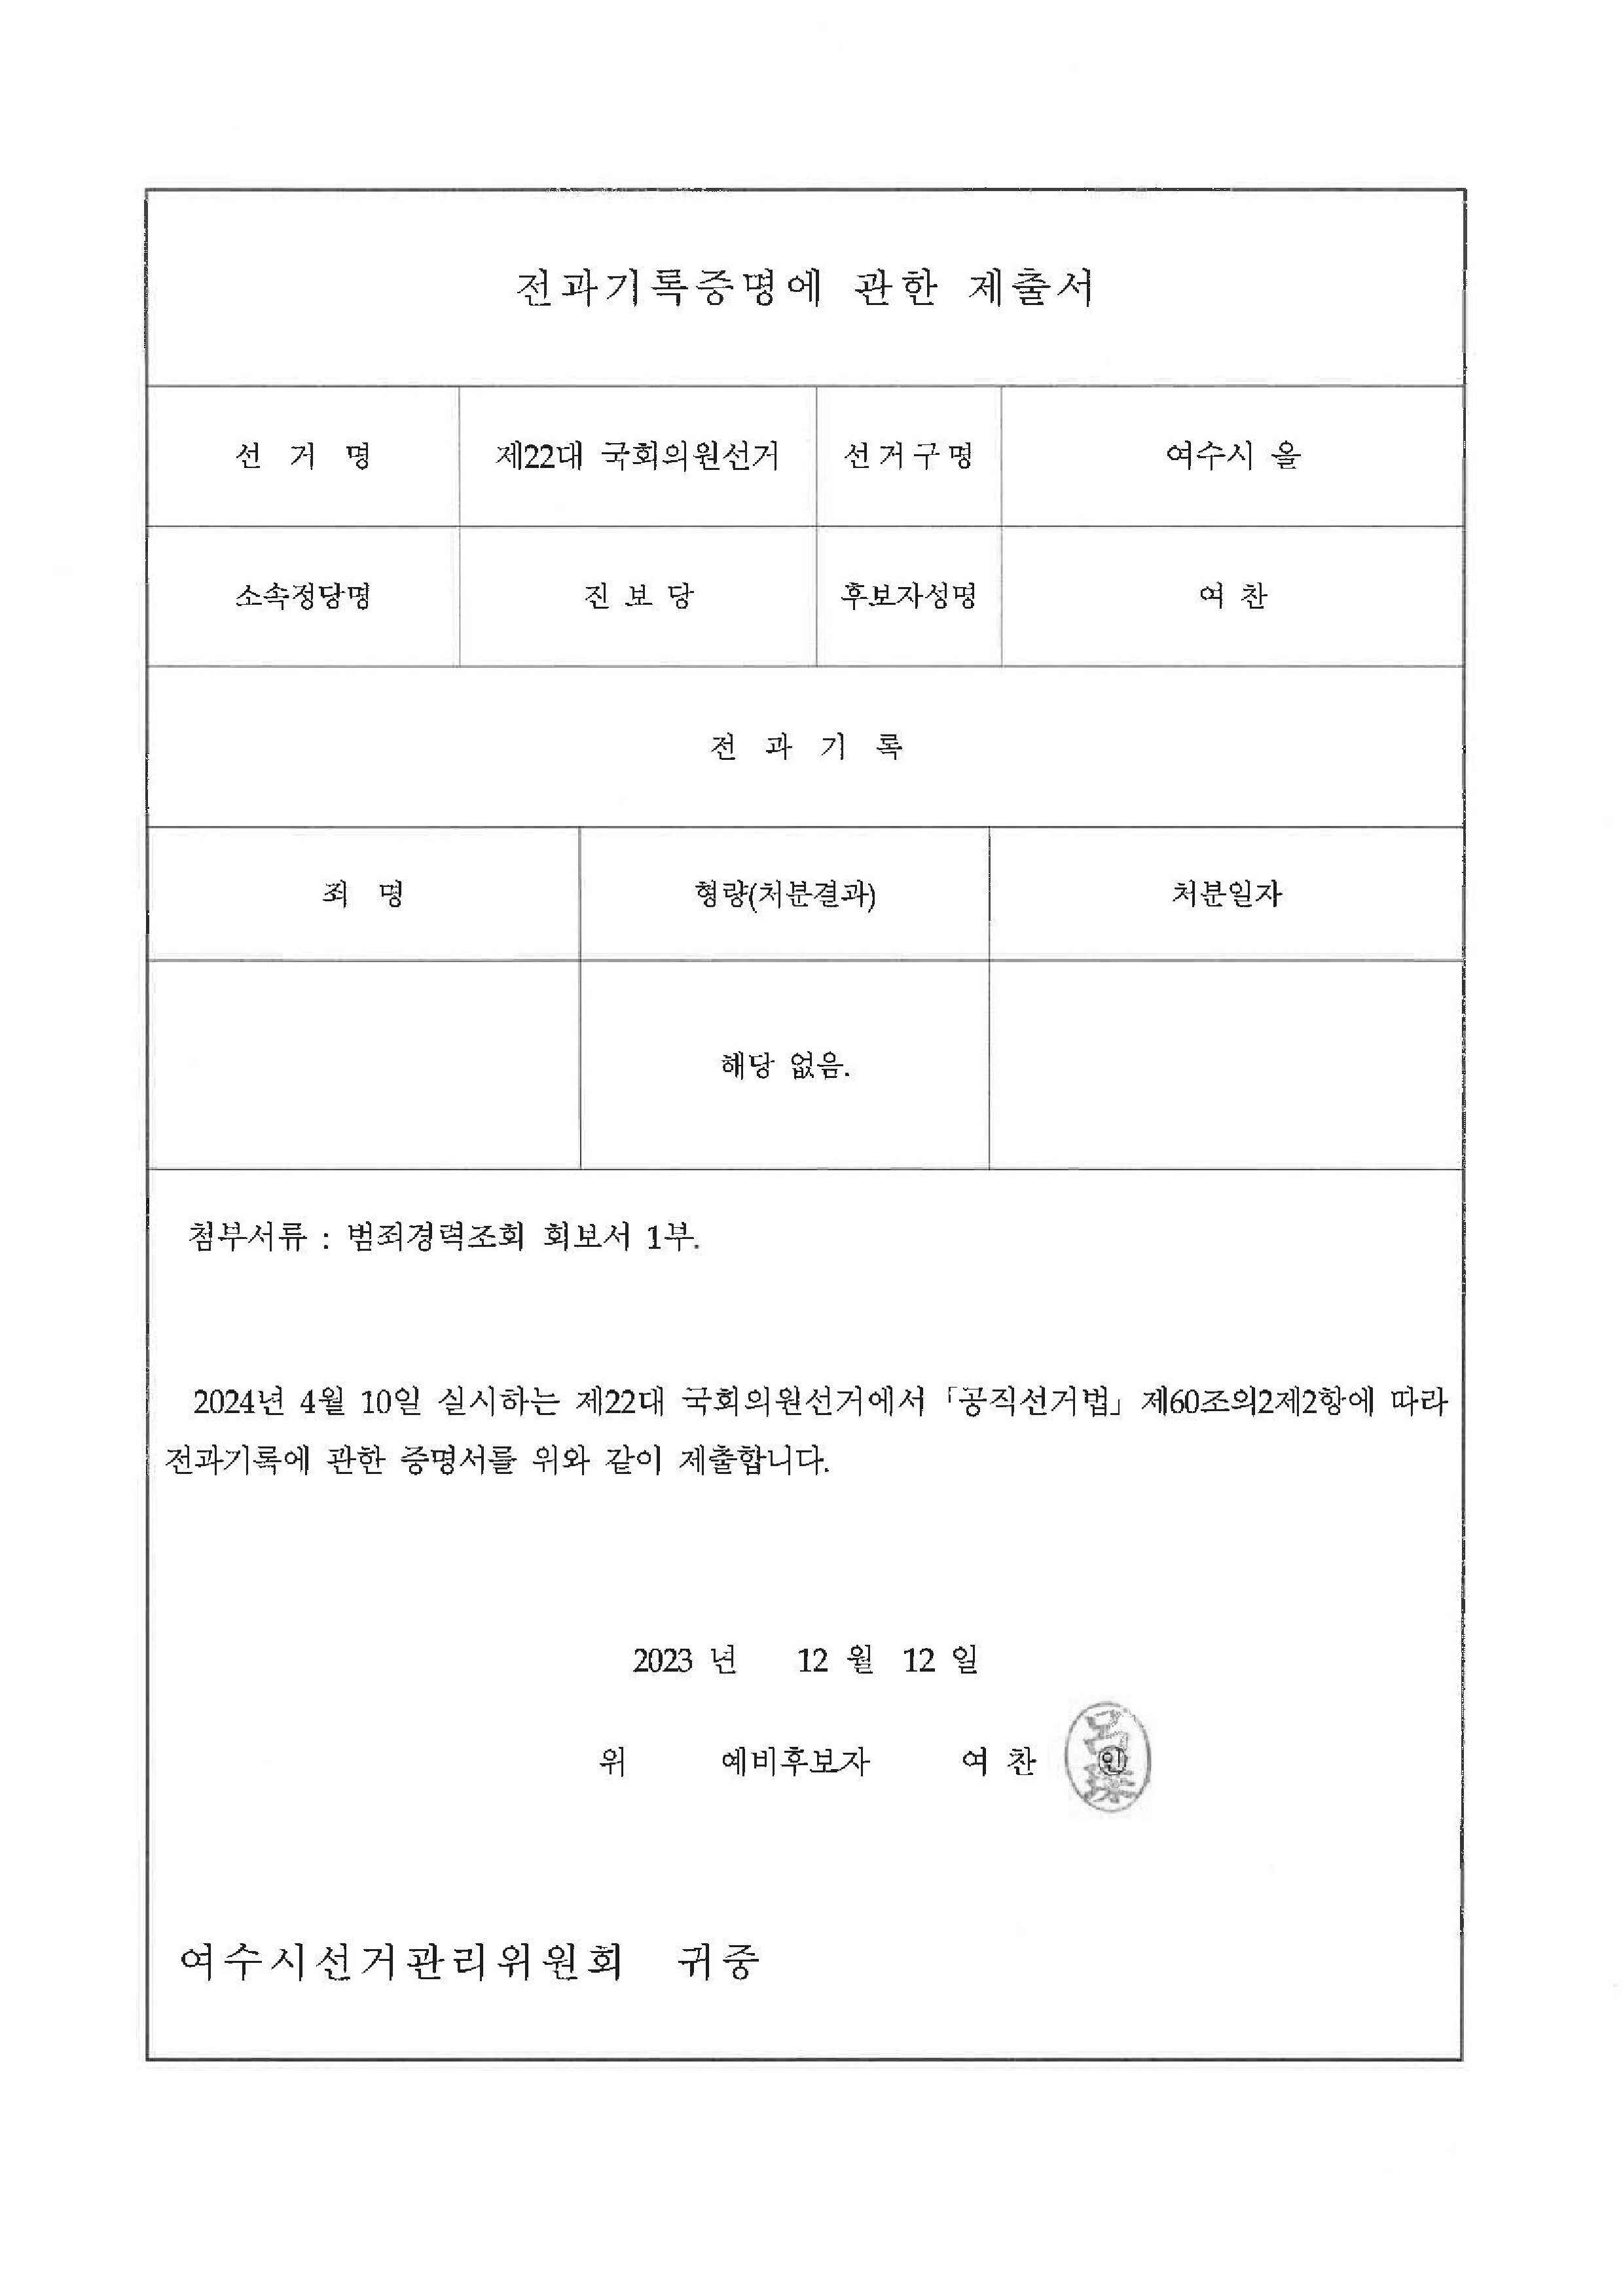 전과기록증명에 관한 제출서
선 거 명 제22대 국회의원선거 선거구명 여수시 을
소속정당명 진 보 당 후보자성명 여 찬
전 과 기 록
죄 명 형량(처분결과) 처분일자
해당 없음.
첨부서류 : 범죄경력조회 회보서 1부.
2024년 4월 10일 실시하는 제22대 국회의원선거에서 「공직선거법」 제60조의2제2항에 따라
전과기록에 관한 증명서를 위와 같이 제출합니다.
2023 년 12 월 12 일
위 예비후보자 여 찬 ㊞
여수시선거관리위원회 귀중